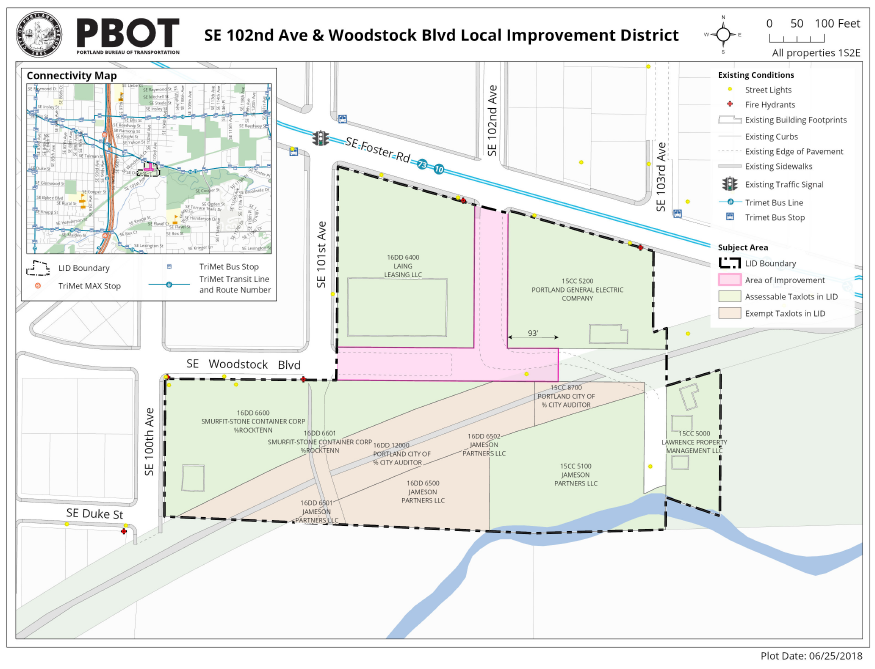 PBOT
PORTLAND BUREAU OF TRANSPORTATION
SE 102nd Ave & Woodstock Blvd Local Improvement District
N
W
E
S
0 50 100 Feet
All properties 1S2E
Connectivity Map
LID Boundary
TriMet MAX Stop
TriMet Bus Stop
TriMet Transit Line
and Route Number
Existing Conditions
Street Lights
Fire Hydrants
Existing Building Footprints
Existing Curbs
Existing Edge of Pavement
Existing Sidewalks
Existing Traffic Signal
Trimet Bus Line
Trimet Bus Stop
Subject Area
LID Boundary
Area of Improvement
Assessable Taxlots in LID
Exempt Taxlots in LID
SE Foster Rd
73
10
SE 102nd Ave
SE 103rd Ave
SE 101st Ave
16DD 6400
LAING
LEASING LLC
15CC 5200
PORTLAND GENERAL ELECTRIC
COMPANY
93'
SE Woodstock Blvd
SE 100th Ave
15CC 8700
PORTLAND CITY OF
% CITY AUDITOR
16DD 6600
SMURFIT-STONE CONTAINER CORP
%ROCKTENN
16DD 6601
SMURFIT-STONE CONTAINER CORP
%ROCKTENN
16DD 12000
PORTLAND CITY OF
% CITY AUDITOR
16DD 6502
JAMESON
PARTNERS LLC
15CC 5000
LAWRENCE PROPERTY
MANAGEMENT LLC
15CC 5100
JAMESON
PARTNERS LLC
16DD 6500
JAMESON
PARTNERS LLC
16DD 6501
JAMESON
PARTNERS LLC
SE Duke St
Plot Date: 06/25/2018